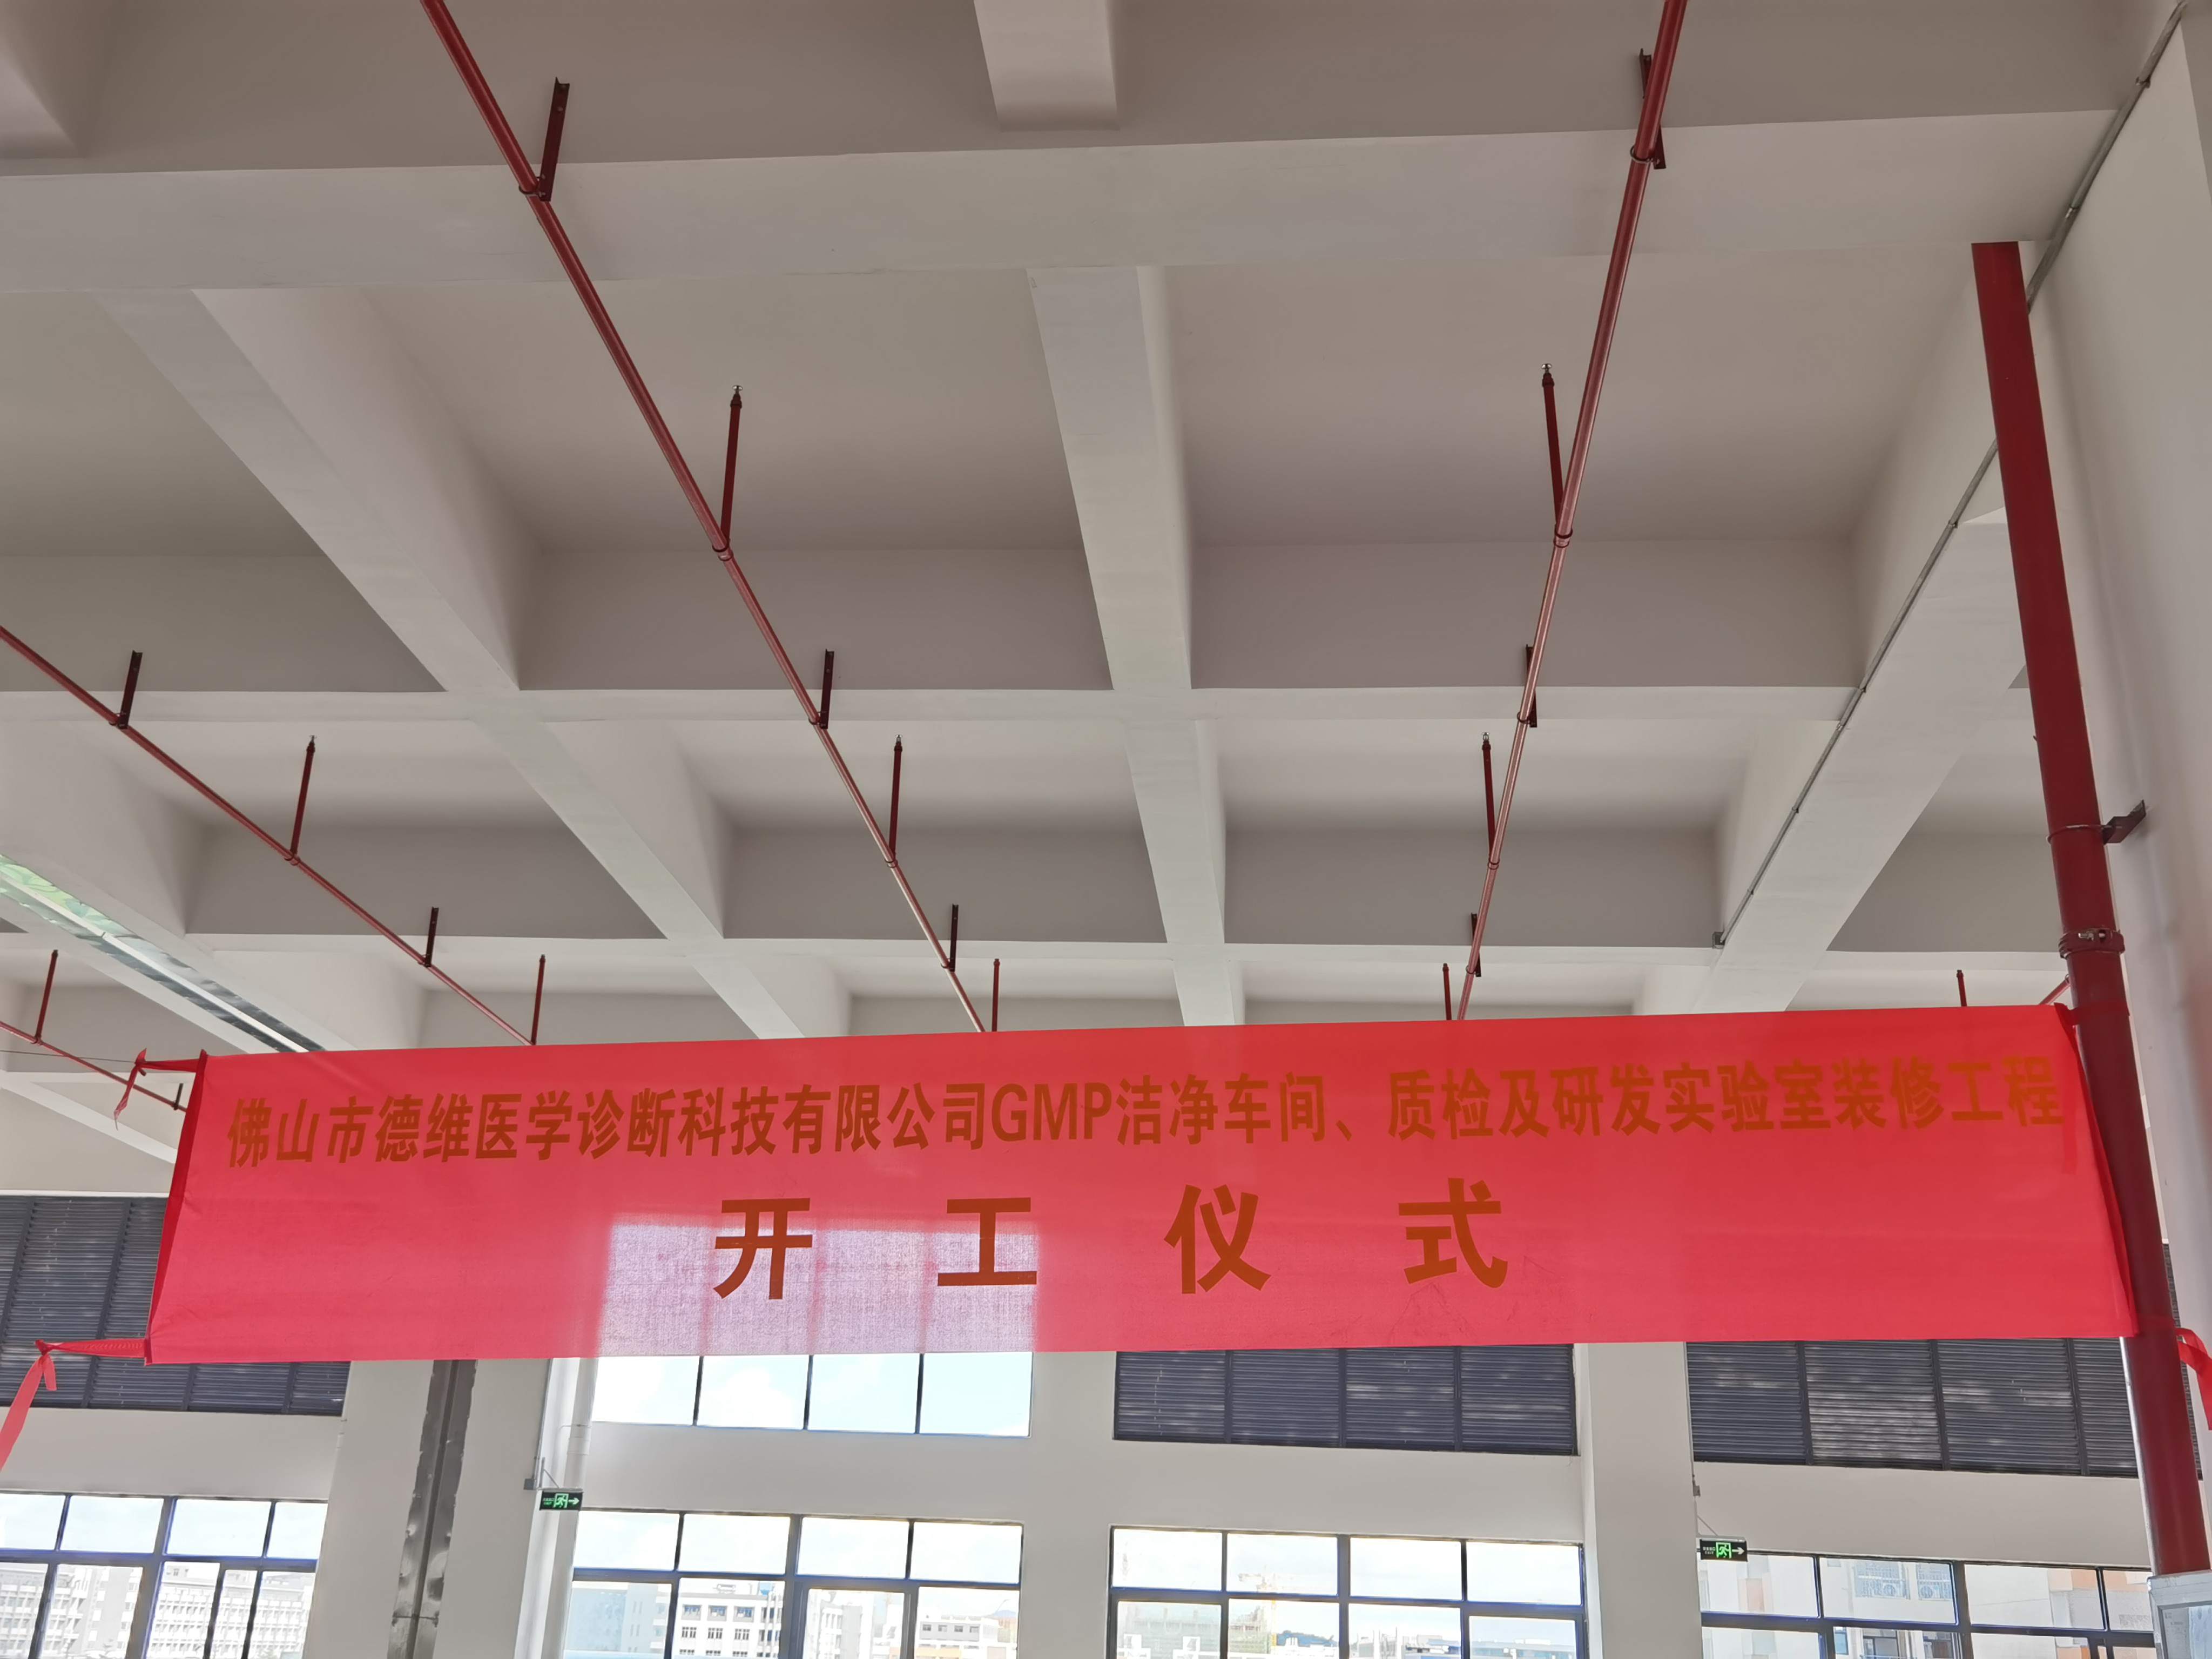 佛山市德维医学诊断科技有限公司GMP洁净车间、质检及研发实验室装修工程
开工仪式